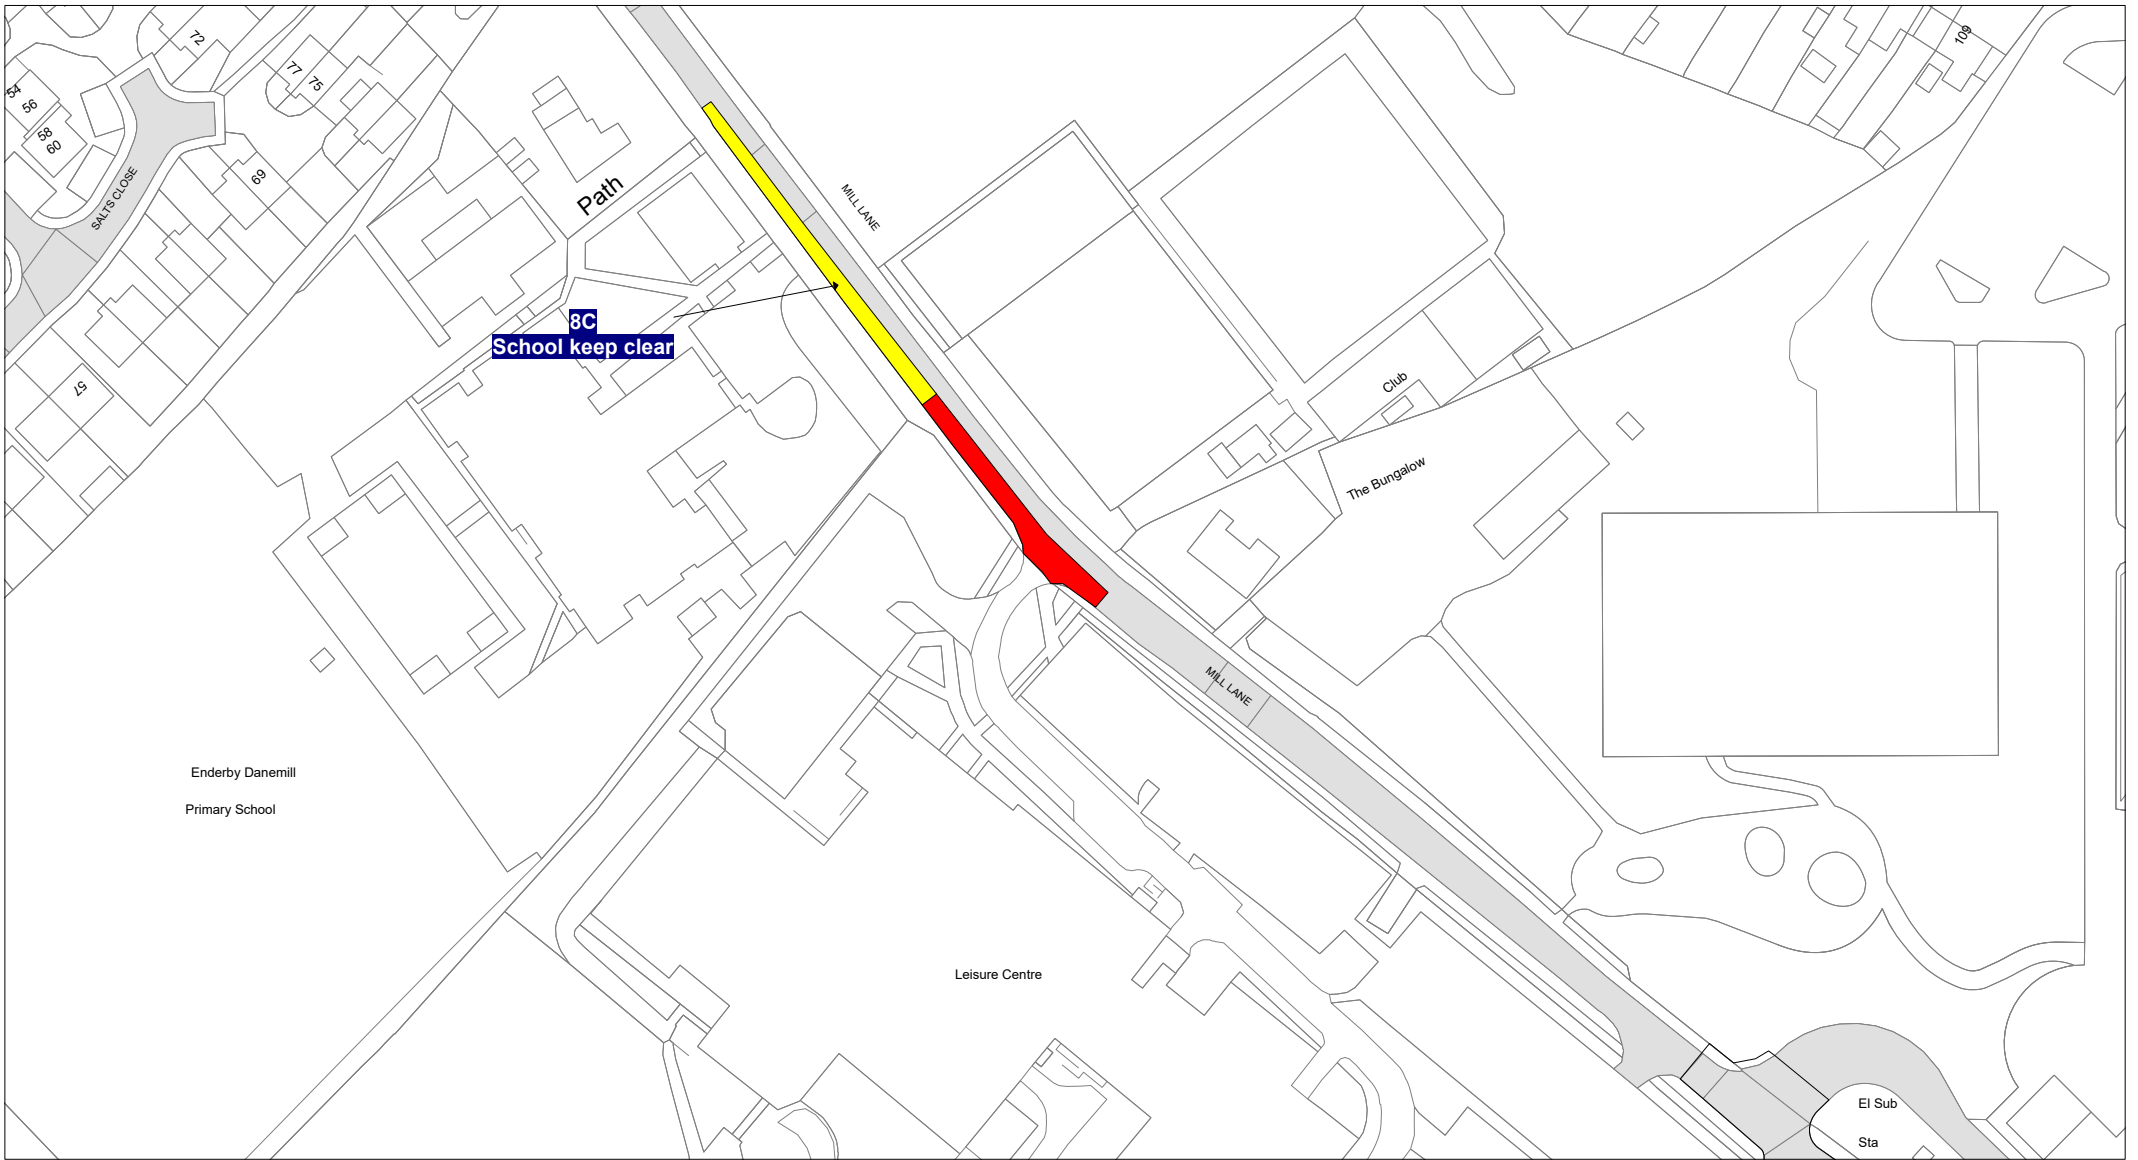 72
109
77
75
54
56
58
60
69
SALTS CLOSE
Path
MILL LANE
8C
School keep clear
57
Club
The Bungalow
MILL LANE
Enderby Danemill
Primary School
Leisure Centre
El Sub
Sta